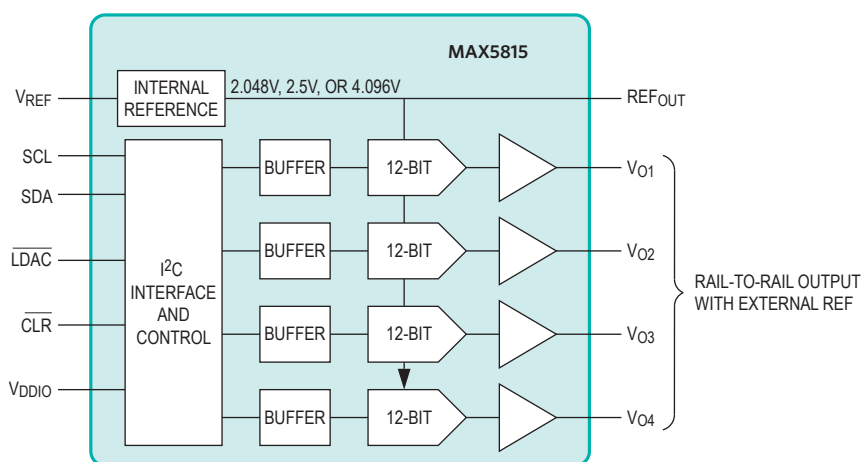 MAX5815
VREF
INTERNAL
REFERENCE
2.048V, 2.5V, OR 4.096V
REFOUT
SCL
SDA
LDAC
CLR
VDDIO
I2C
INTERFACE
AND
CONTROL
BUFFER
12-BIT
VO1
BUFFER
12-BIT
VO2
BUFFER
12-BIT
VO3
BUFFER
12-BIT
VO4
RAIL-TO-RAIL OUTPUT
WITH EXTERNAL REF